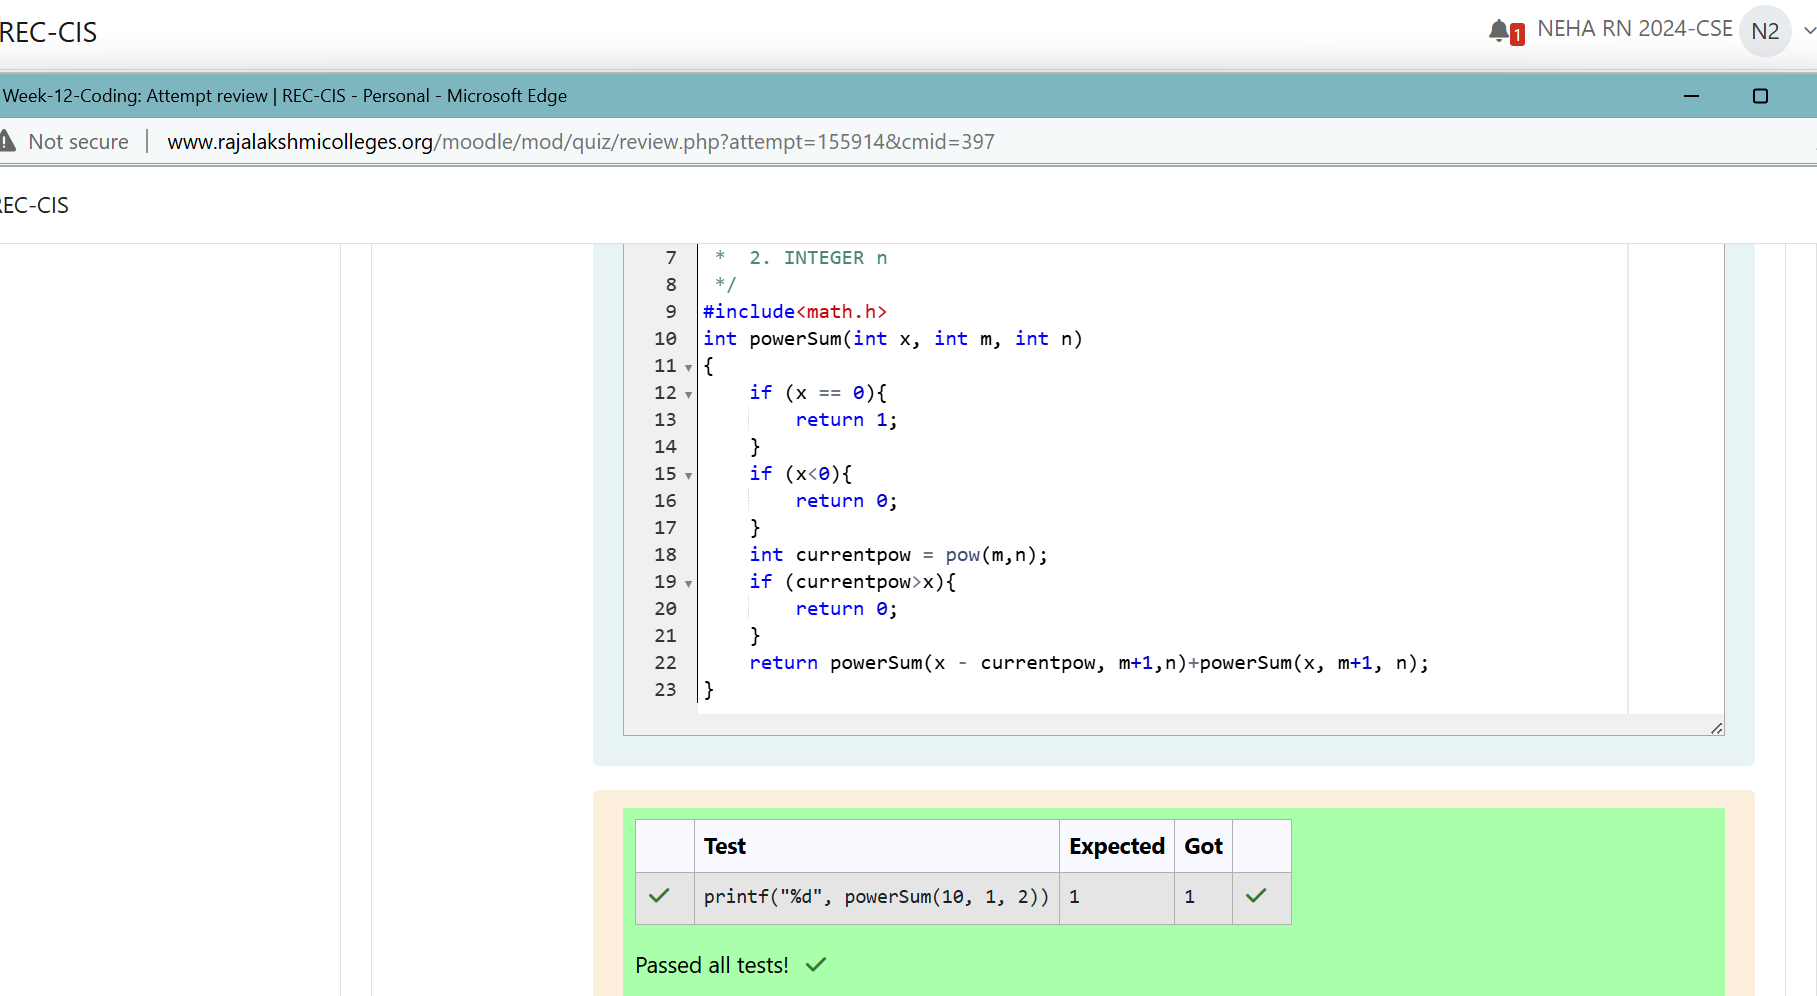 REC-CIS
1 NEHA RN 2024-CSE N2
Week-12-Coding: Attempt review | REC-CIS - Personal - Microsoft Edge
Not secure | www.rajalakshmicolleges.org/moodle/mod/quiz/review.php?attempt=155914&cmid=397
REC-CIS
7 * 2. INTEGER n
8 */
9 #include<math.h>
10 int powerSum(int x, int m, int n)
11 {
12 if (x == 0){
13 return 1;
14 }
15 if (x<0){
16 return 0;
17 }
18 int currentpow = pow(m,n);
19 if (currentpow>x){
20 return 0;
21 }
22 return powerSum(x - currentpow, m+1,n)+powerSum(x, m+1, n);
23 }
Test Expected Got
printf("%d", powerSum(10, 1, 2)) 1 1
Passed all tests!